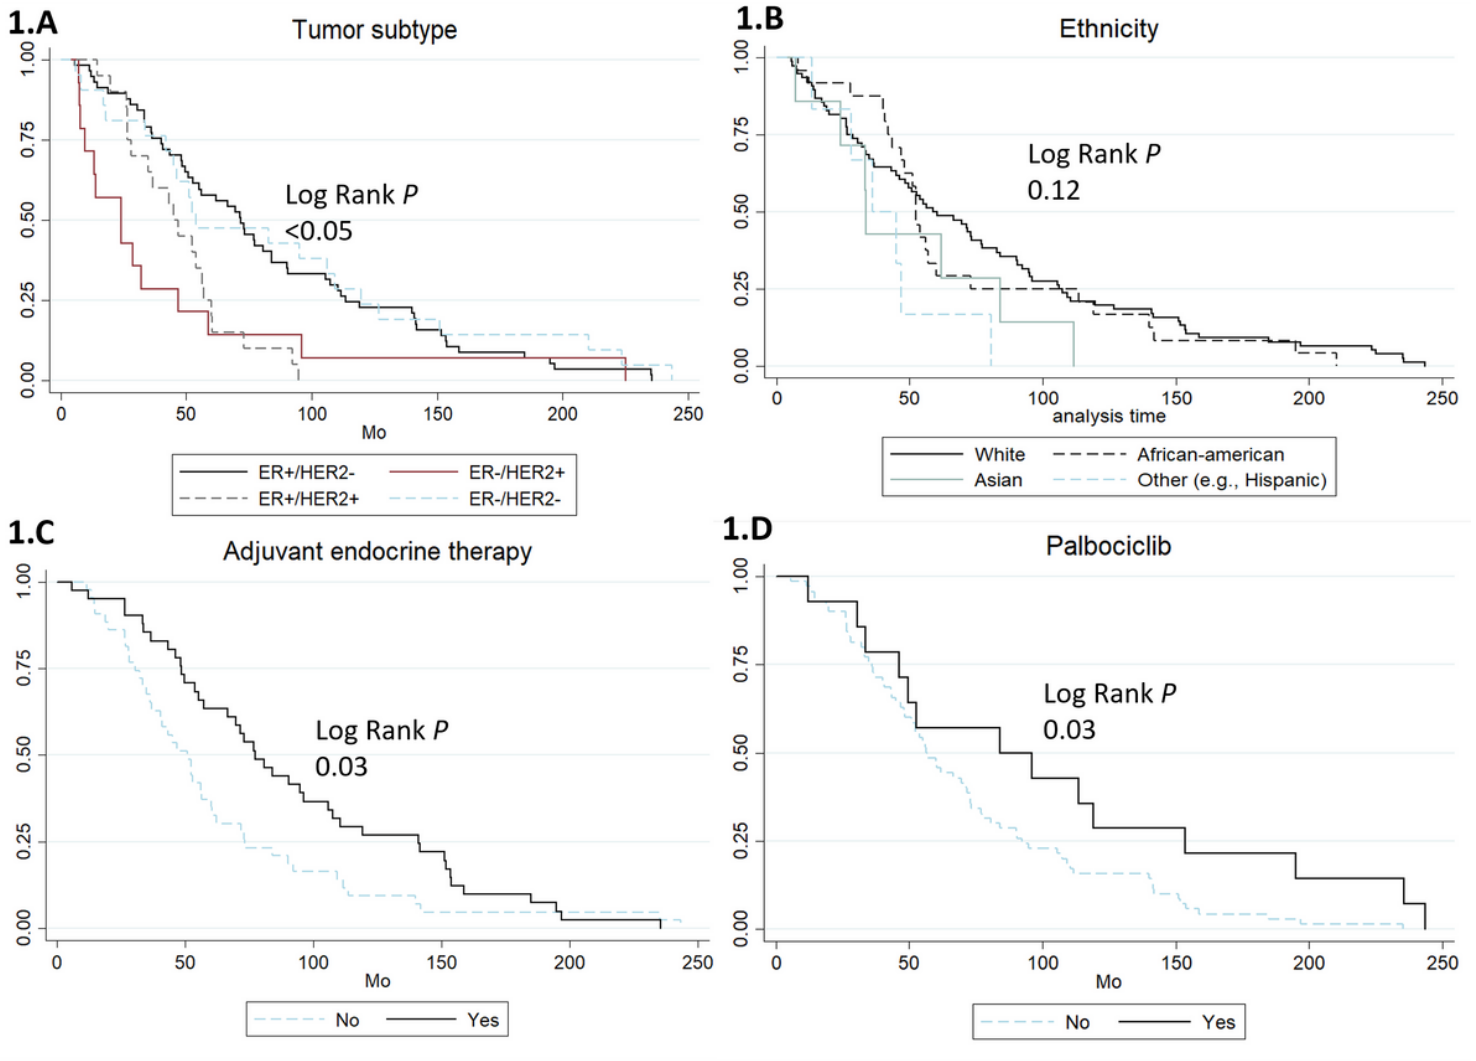 1.A
Tumor subtype
1.00
0.75
0.50
0.25
0.00
Log Rank P
<0.05
0 50 100 150 200 250
Mo
ER+/HER2- ER-/HER2+
ER+/HER2+ ER-/HER2-
1.B
Ethnicity
1.00
0.75
0.50
0.25
0.00
Log Rank P
0.12
0 50 100 150 200 250
analysis time
White African-american
Asian Other (e.g., Hispanic)
1.C
Adjuvant endocrine therapy
1.00
0.75
0.50
0.25
0.00
Log Rank P
0.03
0 50 100 150 200 250
Mo
No Yes
1.D
Palbociclib
1.00
0.75
0.50
0.25
0.00
Log Rank P
0.03
0 50 100 150 200 250
Mo
No Yes